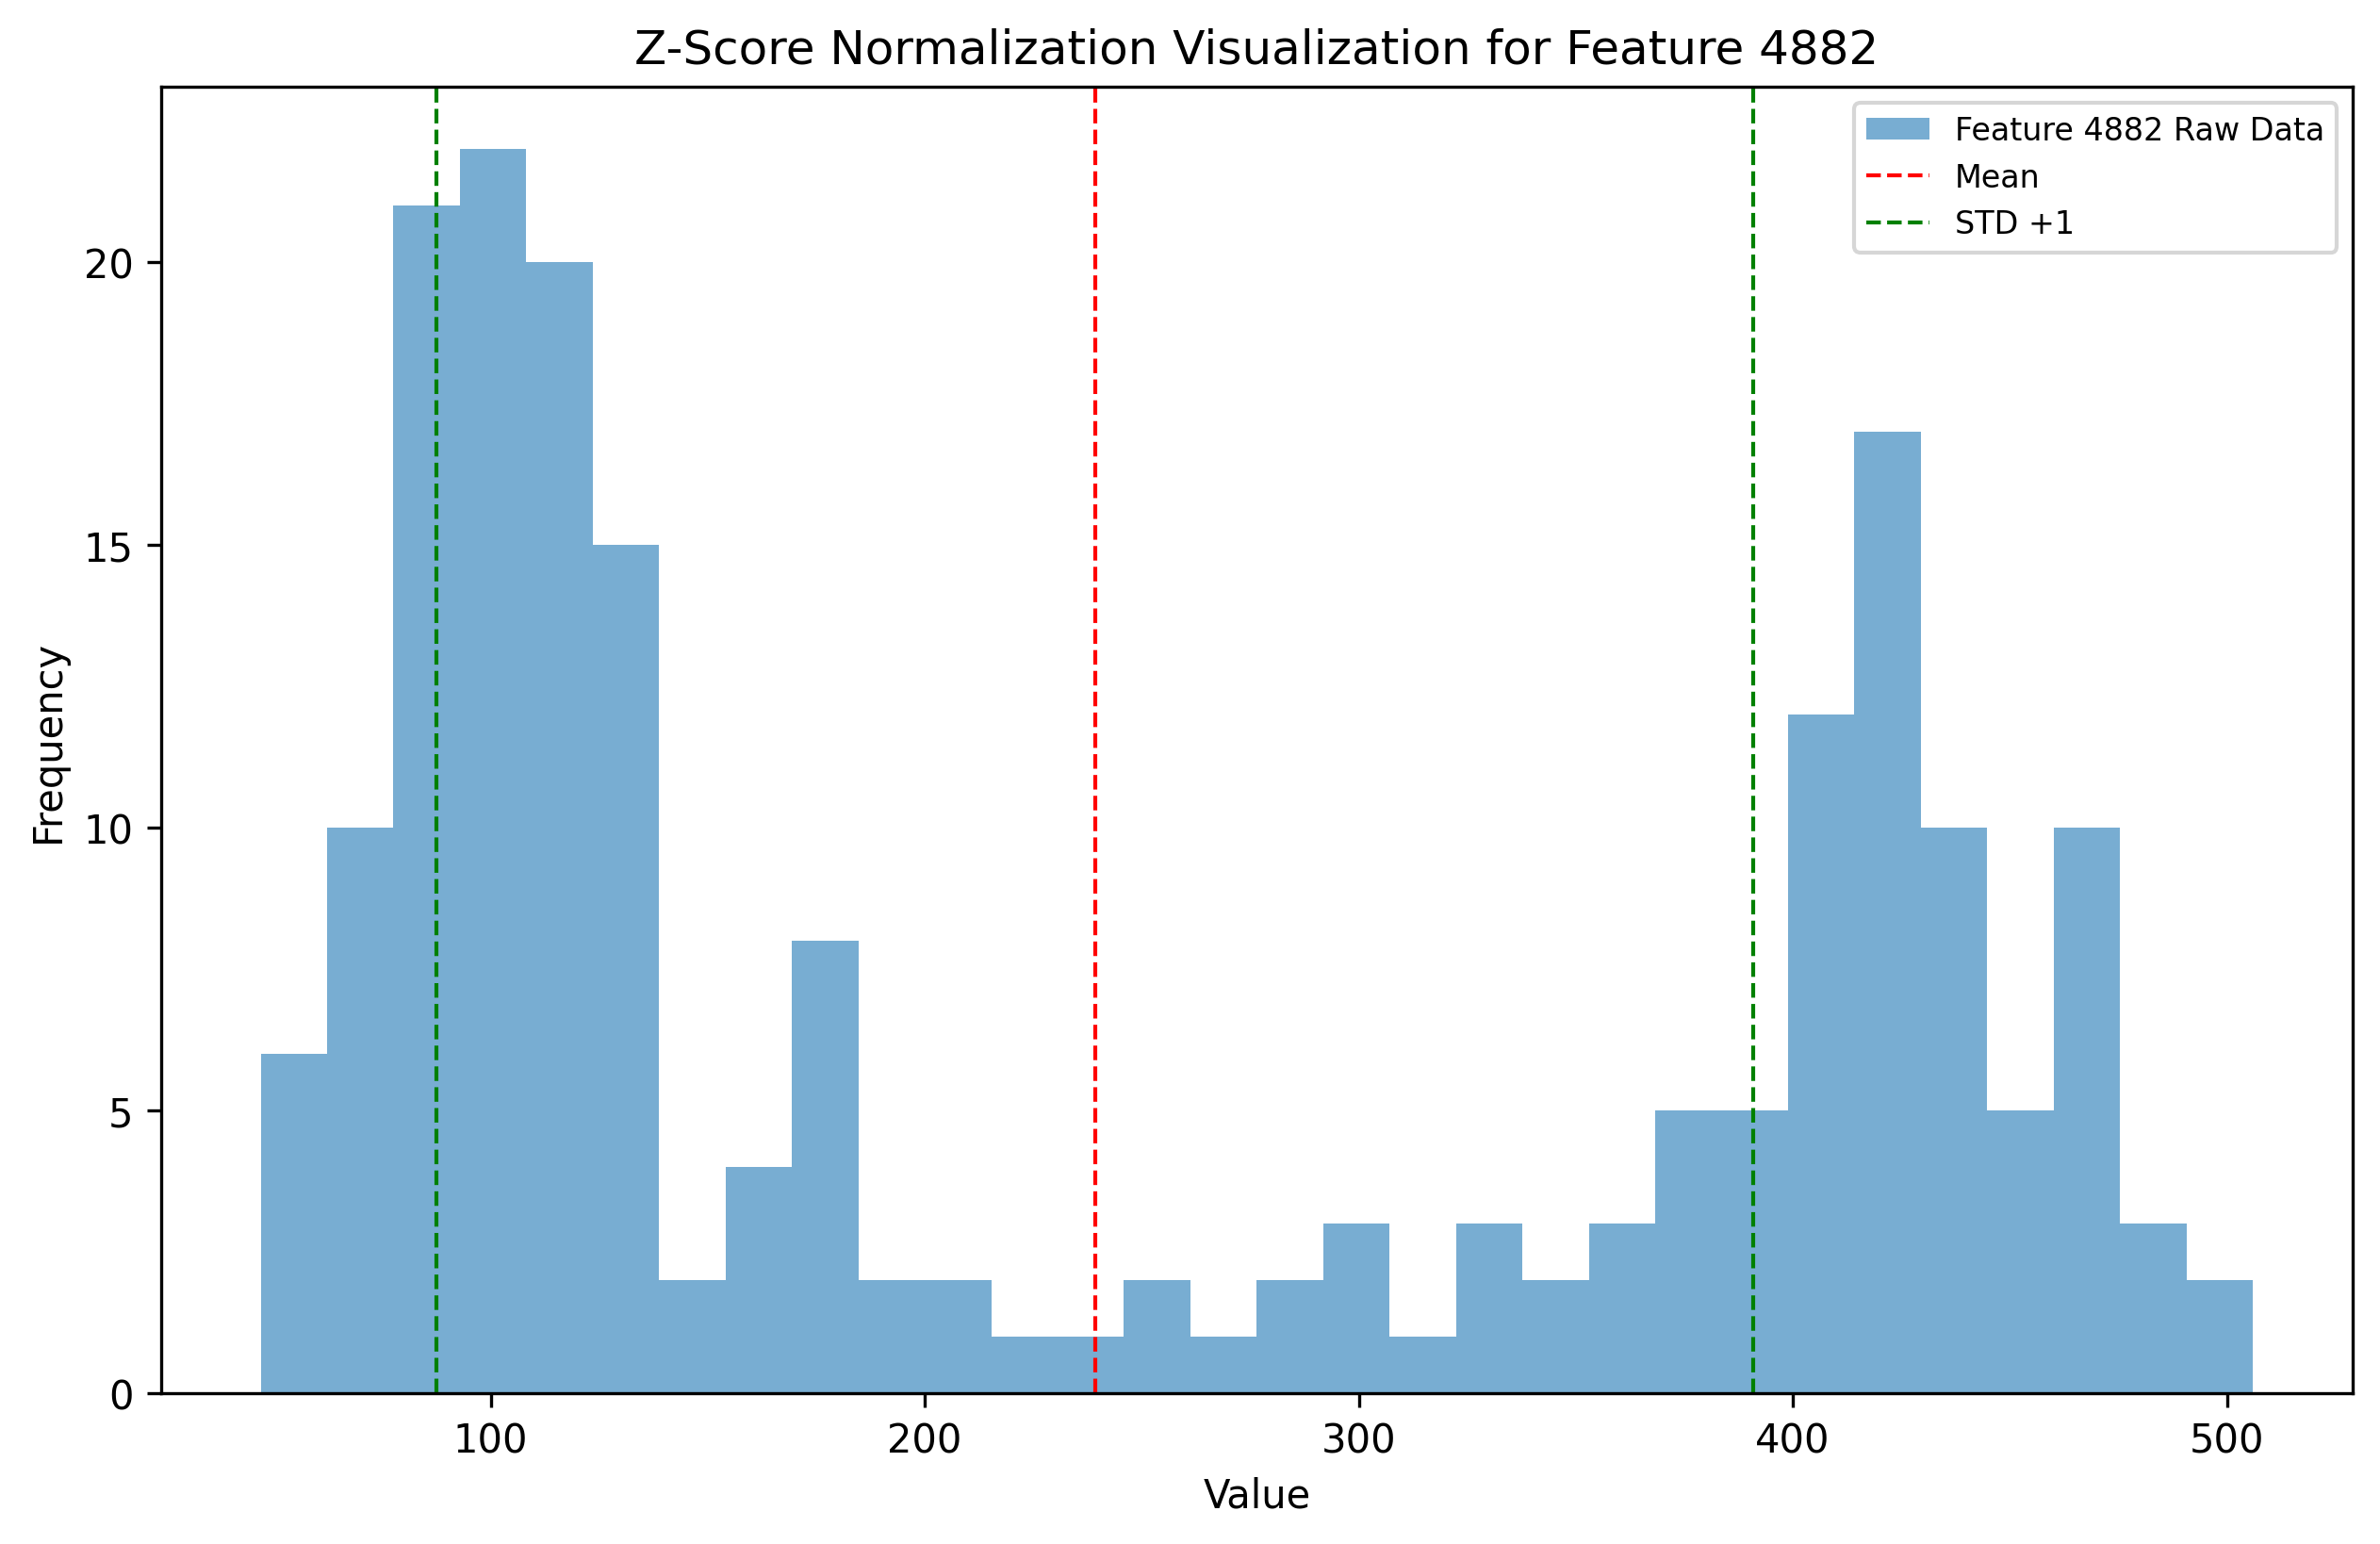 Z-Score Normalization Visualization for Feature 4882
Feature 4882 Raw Data
Mean
STD +1
20
15
10
5
0
Frequency
100 200 300 400 500
Value